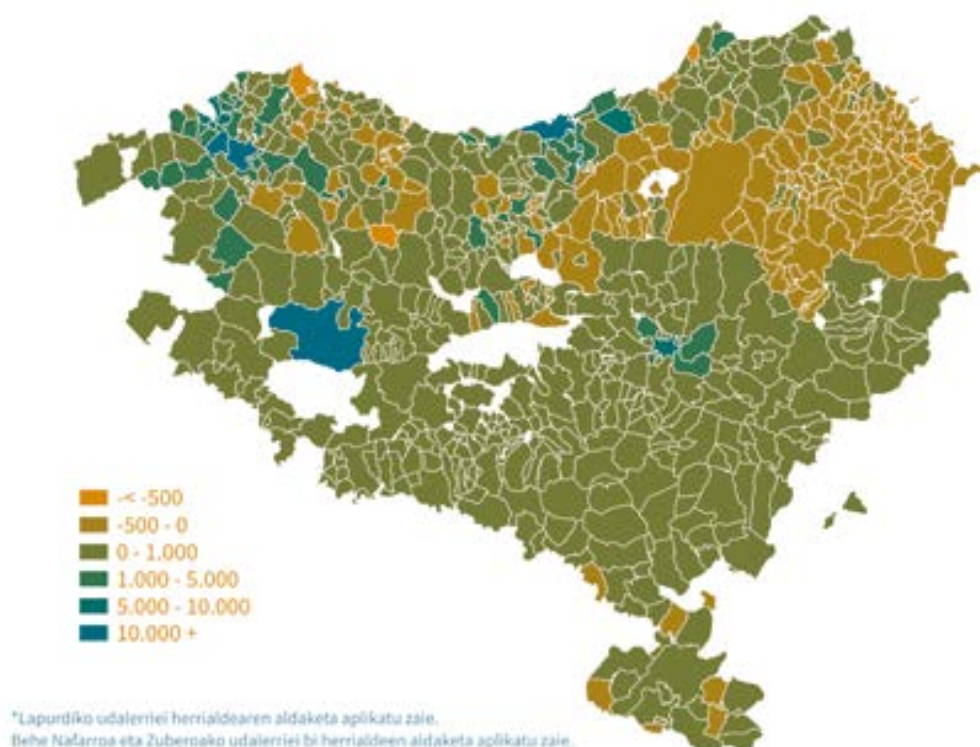 -< -500
-500 - 0
0 - 1.000
1.000 - 5.000
5.000 - 10.000
10.000 +
*Lapurdiko udalerriei herrialdearen aldaketa aplikatu zaie.
Behe Nafarroa eta Zuberoako udalerriei bi herrialdeen aldaketa aplikatu zaie.